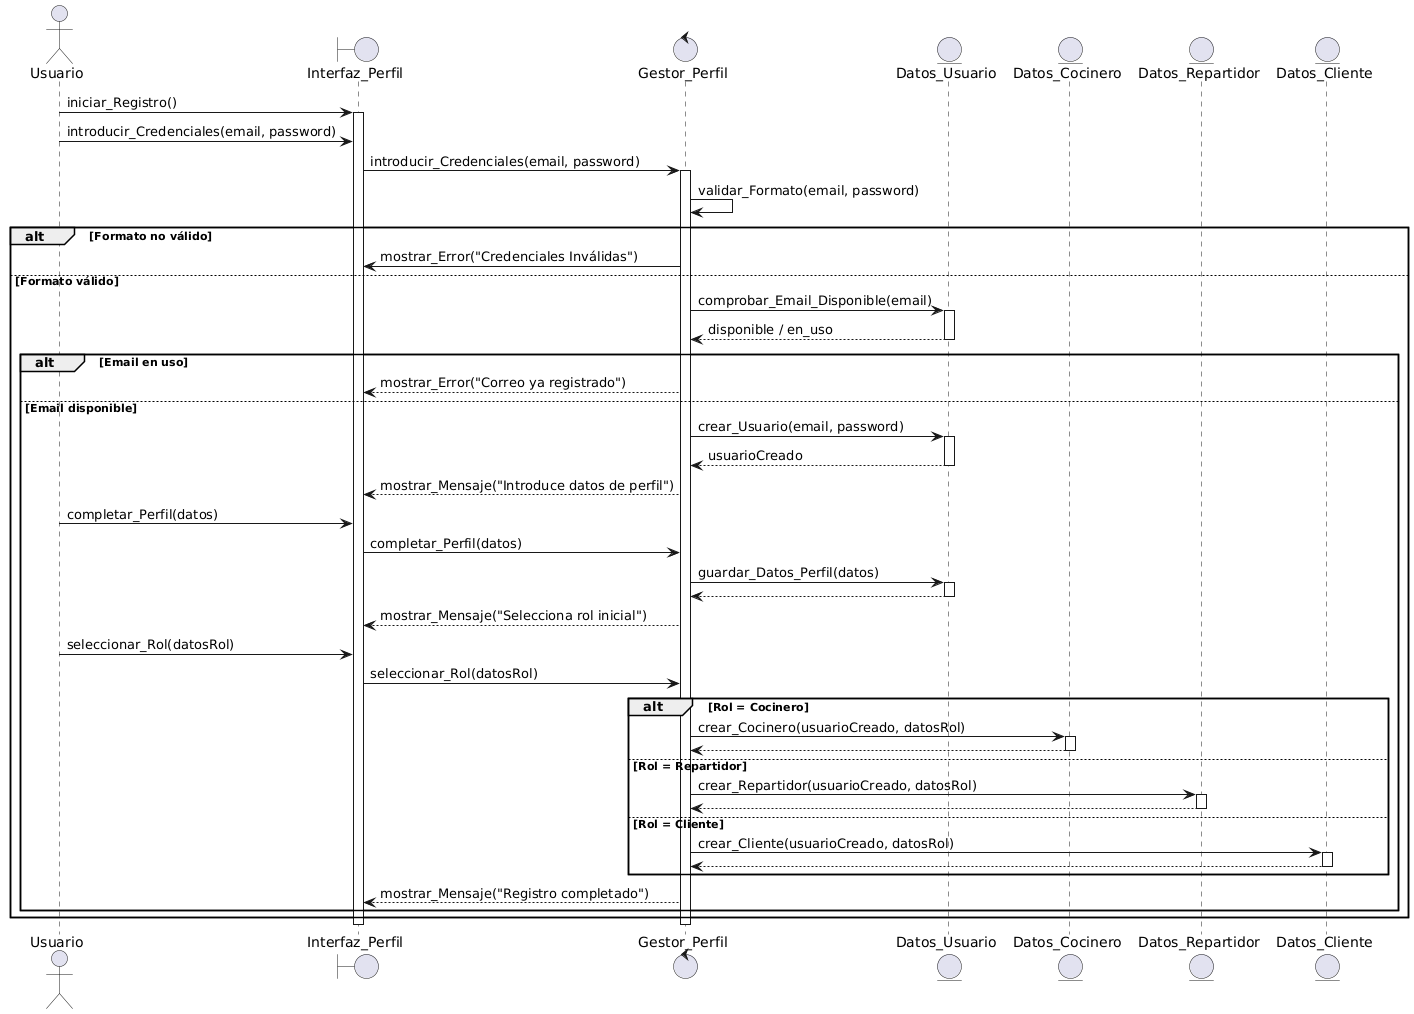 Usuario
Interfaz_Perfil
Gestor_Perfil
Datos_Usuario
Datos_Cocinero
Datos_Repartidor
Datos_Cliente
iniciar_Registro()
introducir_Credenciales(email, password)
introducir_Credenciales(email, password)
validar_Formato(email, password)
alt
[Formato no válido]
mostrar_Error("Credenciales Inválidas")
[Formato válido]
comprobar_Email_Disponible(email)
disponible / en_uso
alt
[Email en uso]
mostrar_Error("Correo ya registrado")
[Email disponible]
crear_Usuario(email, password)
usuarioCreado
mostrar_Mensaje("Introduce datos de perfil")
completar_Perfil(datos)
completar_Perfil(datos)
guardar_Datos_Perfil(datos)
mostrar_Mensaje("Selecciona rol inicial")
seleccionar_Rol(datosRol)
seleccionar_Rol(datosRol)
alt
[Rol = Cocinero]
crear_Cocinero(usuarioCreado, datosRol)
[Rol = Repartidor]
crear_Repartidor(usuarioCreado, datosRol)
[Rol = Cliente]
crear_Cliente(usuarioCreado, datosRol)
mostrar_Mensaje("Registro completado")
Usuario
Interfaz_Perfil
Gestor_Perfil
Datos_Usuario
Datos_Cocinero
Datos_Repartidor
Datos_Cliente